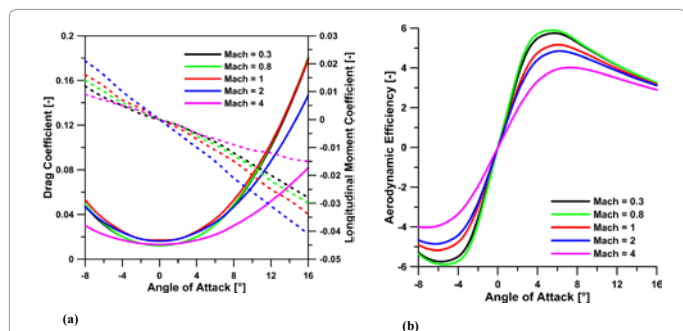 0.2
0.16
0.12
0.08
0.04
0
Drag Coefficient [-]
0.03
0.02
0.01
0
-0.01
-0.02
-0.03
-0.04
-0.05
Longitudinal Moment Coefficient [-]
Mach = 0.3
Mach = 0.8
Mach = 1
Mach = 2
Mach = 4
-8 -4 0 4 8 12 16
Angle of Attack [°]
(a)
6
4
2
0
-2
-4
-6
Aerodynamic Efficiency [-]
Mach = 0.3
Mach = 0.8
Mach = 1
Mach = 2
Mach = 4
-8 -4 0 4 8 12 16
Angle of Attack [°]
(b)